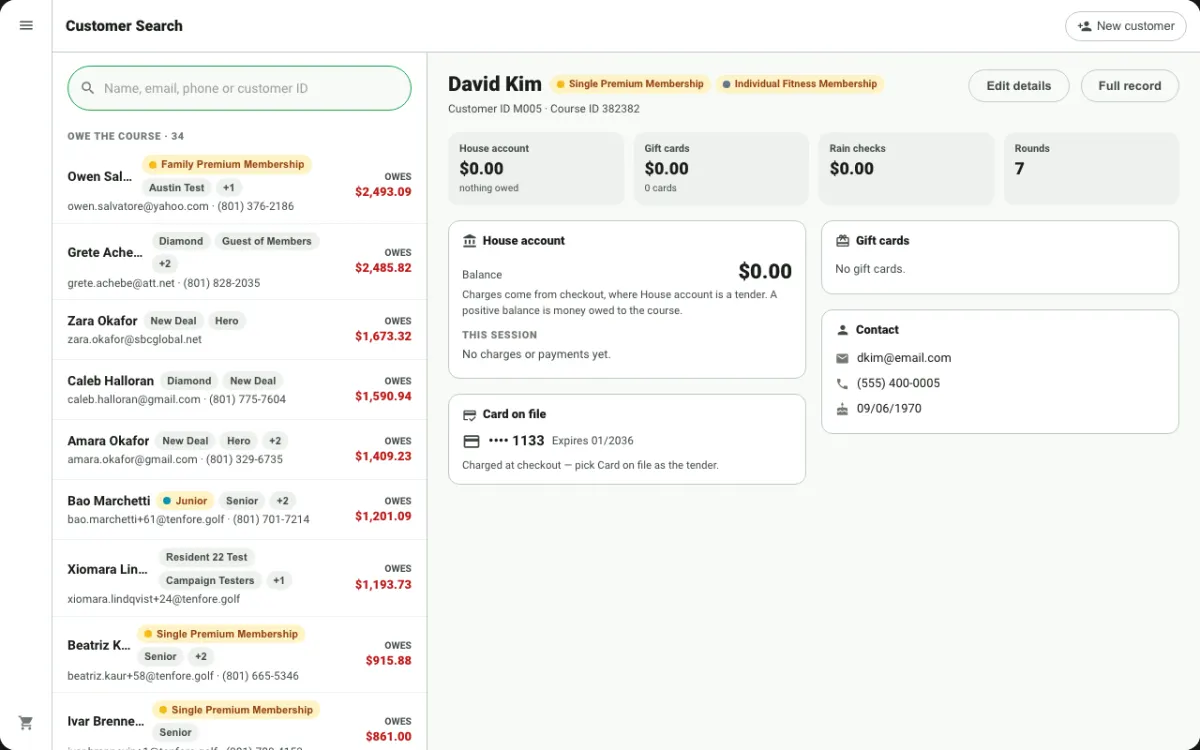 Customer Search
New customer
Name, email, phone or customer ID
OWE THE COURSE · 34
Owen Sal... Family Premium Membership
Austin Test +1
owen.salvatore@yahoo.com · (801) 376-2186
OWES
$2,493.09
Grete Ache... Diamond Guest of Members
+2
grete.achebe@att.net · (801) 828-2035
OWES
$2,485.82
Zara Okafor New Deal Hero
zara.okafor@sbcglobal.net
OWES
$1,673.32
Caleb Halloran Diamond New Deal
caleb.halloran@gmail.com · (801) 775-7604
OWES
$1,590.94
Amara Okafor New Deal Hero +2
amara.okafor@gmail.com · (801) 329-6735
OWES
$1,409.23
Bao Marchetti Junior Senior +2
bao.marchetti+61@tenfore.golf · (801) 701-7214
OWES
$1,201.09
Xiomara Lin... Resident 22 Test
Campaign Testers +1
xiomara.lindqvist+24@tenfore.golf
OWES
$1,193.73
Beatriz K... Single Premium Membership
Senior +2
beatriz.kaur+58@tenfore.golf · (801) 665-5346
OWES
$915.88
Ivar Brenne... Single Premium Membership
Senior
OWES
$861.00
David Kim Single Premium Membership Individual Fitness Membership
Customer ID M005 · Course ID 382382
Edit details Full record
House account
$0.00
nothing owed
Gift cards
$0.00
0 cards
Rain checks
$0.00
Rounds
7
House account
Balance $0.00
Charges come from checkout, where House account is a tender. A
positive balance is money owed to the course.
THIS SESSION
No charges or payments yet.
Card on file
•••• 1133 Expires 01/2036
Charged at checkout — pick Card on file as the tender.
Gift cards
No gift cards.
Contact
dkim@email.com
(555) 400-0005
09/06/1970